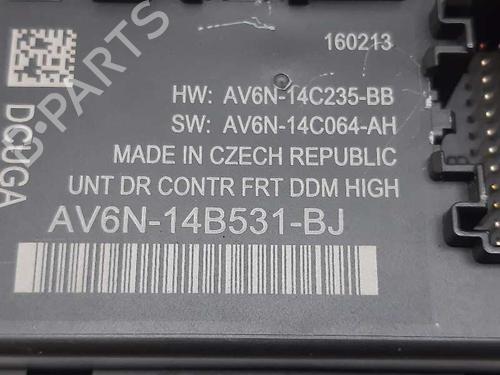 160213
HW: AV6N-14C235-BB
SW: AV6N-14C064-AH
MADE IN CZECH REPUBLIC
UNT DR CONTR FRT DDM HIGH
AV6N-14B531-BJ
DCUGA
B-PARTS